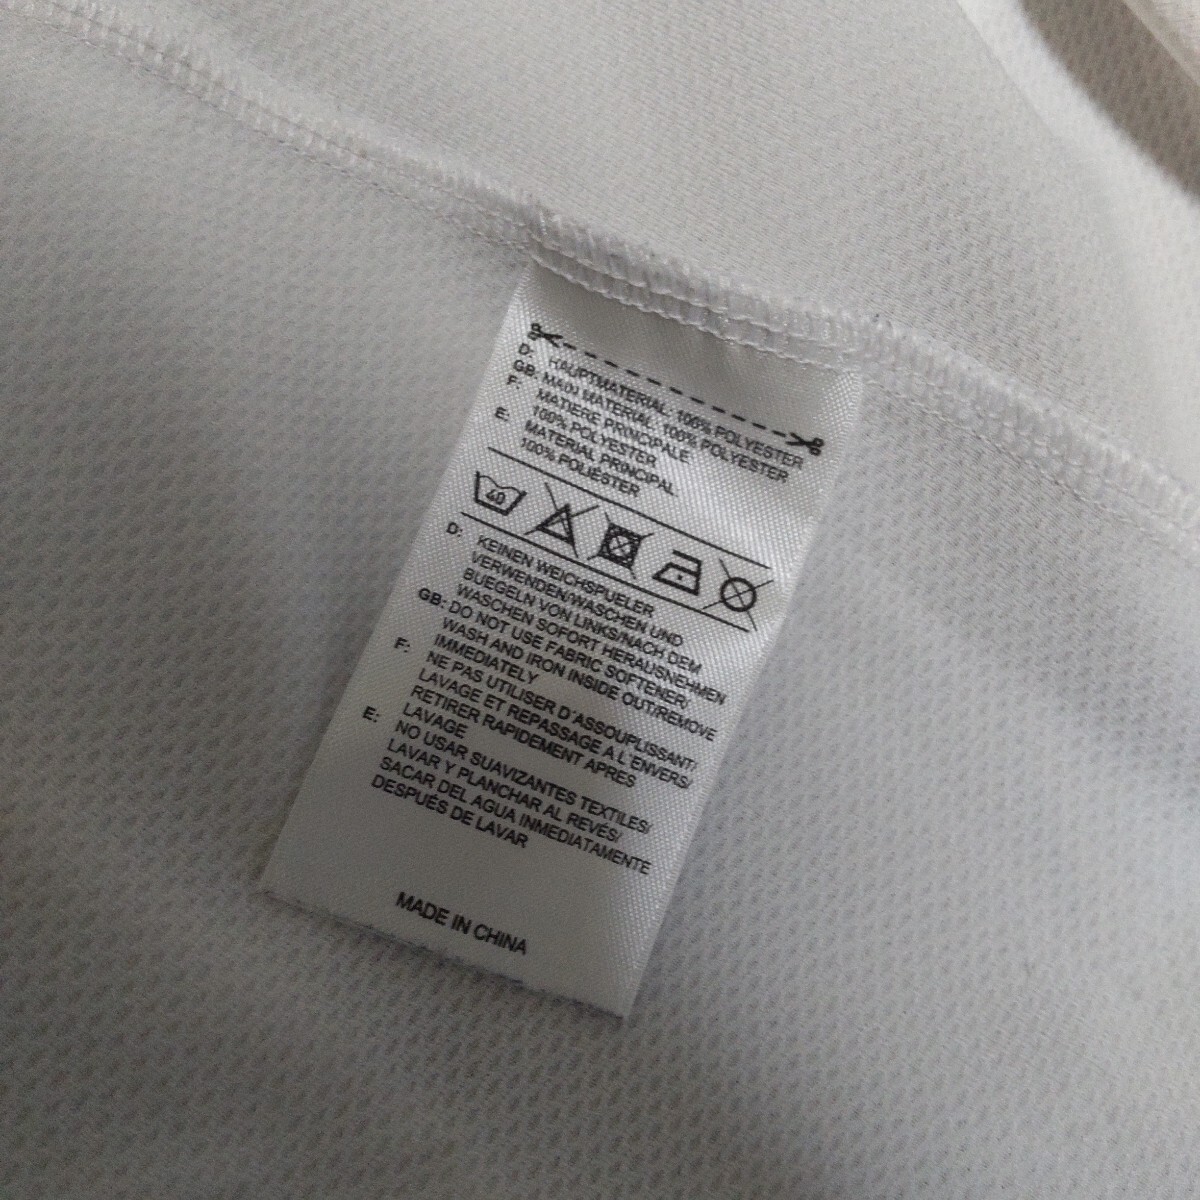 D: HAUPTMATERIAL: 100% POLYESTER
GB: MAIN MATERIAL: 100% POLYESTER
F: MATIERE PRINCIPALE:
100% POLYESTER
E: MATERIAL PRINCIPAL:
100% POLIÉSTER
40
D: KEINEN WEICHSPUELER
VERWENDEN/WASCHEN UND
BUEGELN VON LINKS/NACH DEM
WASCHEN SOFORT HERAUSNEHMEN
GB: DO NOT USE FABRIC SOFTENER/
WASH AND IRON INSIDE OUT/REMOVE
IMMEDIATELY
F: NE PAS UTILISER D'ASSOUPLISSANT/
LAVAGE ET REPASSAGE A L'ENVERS/
RETIRER RAPIDEMENT APRES
LAVAGE
E: NO USAR SUAVIZANTES TEXTILES/
LAVAR Y PLANCHAR AL REVÉS/
SACAR DEL AGUA INMEDIATAMENTE
DESPUÉS DE LAVAR
MADE IN CHINA